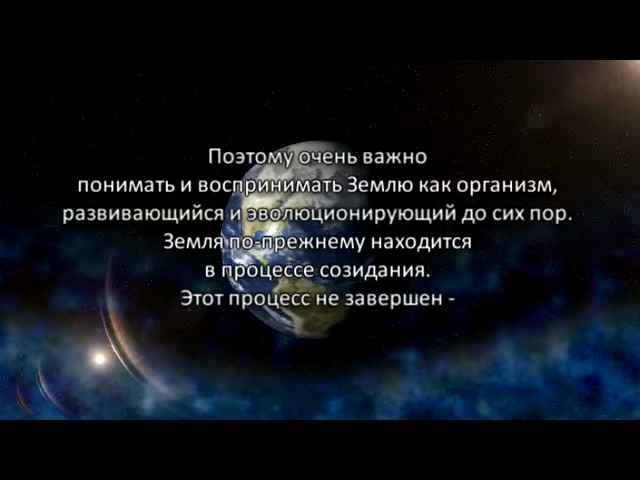 Поэтому очень важно
понимать и воспринимать Землю как организм,
развивающийся и эволюционирующий до сих пор.
Земля по-прежнему находится
в процессе созидания.
Этот процесс не завершен -